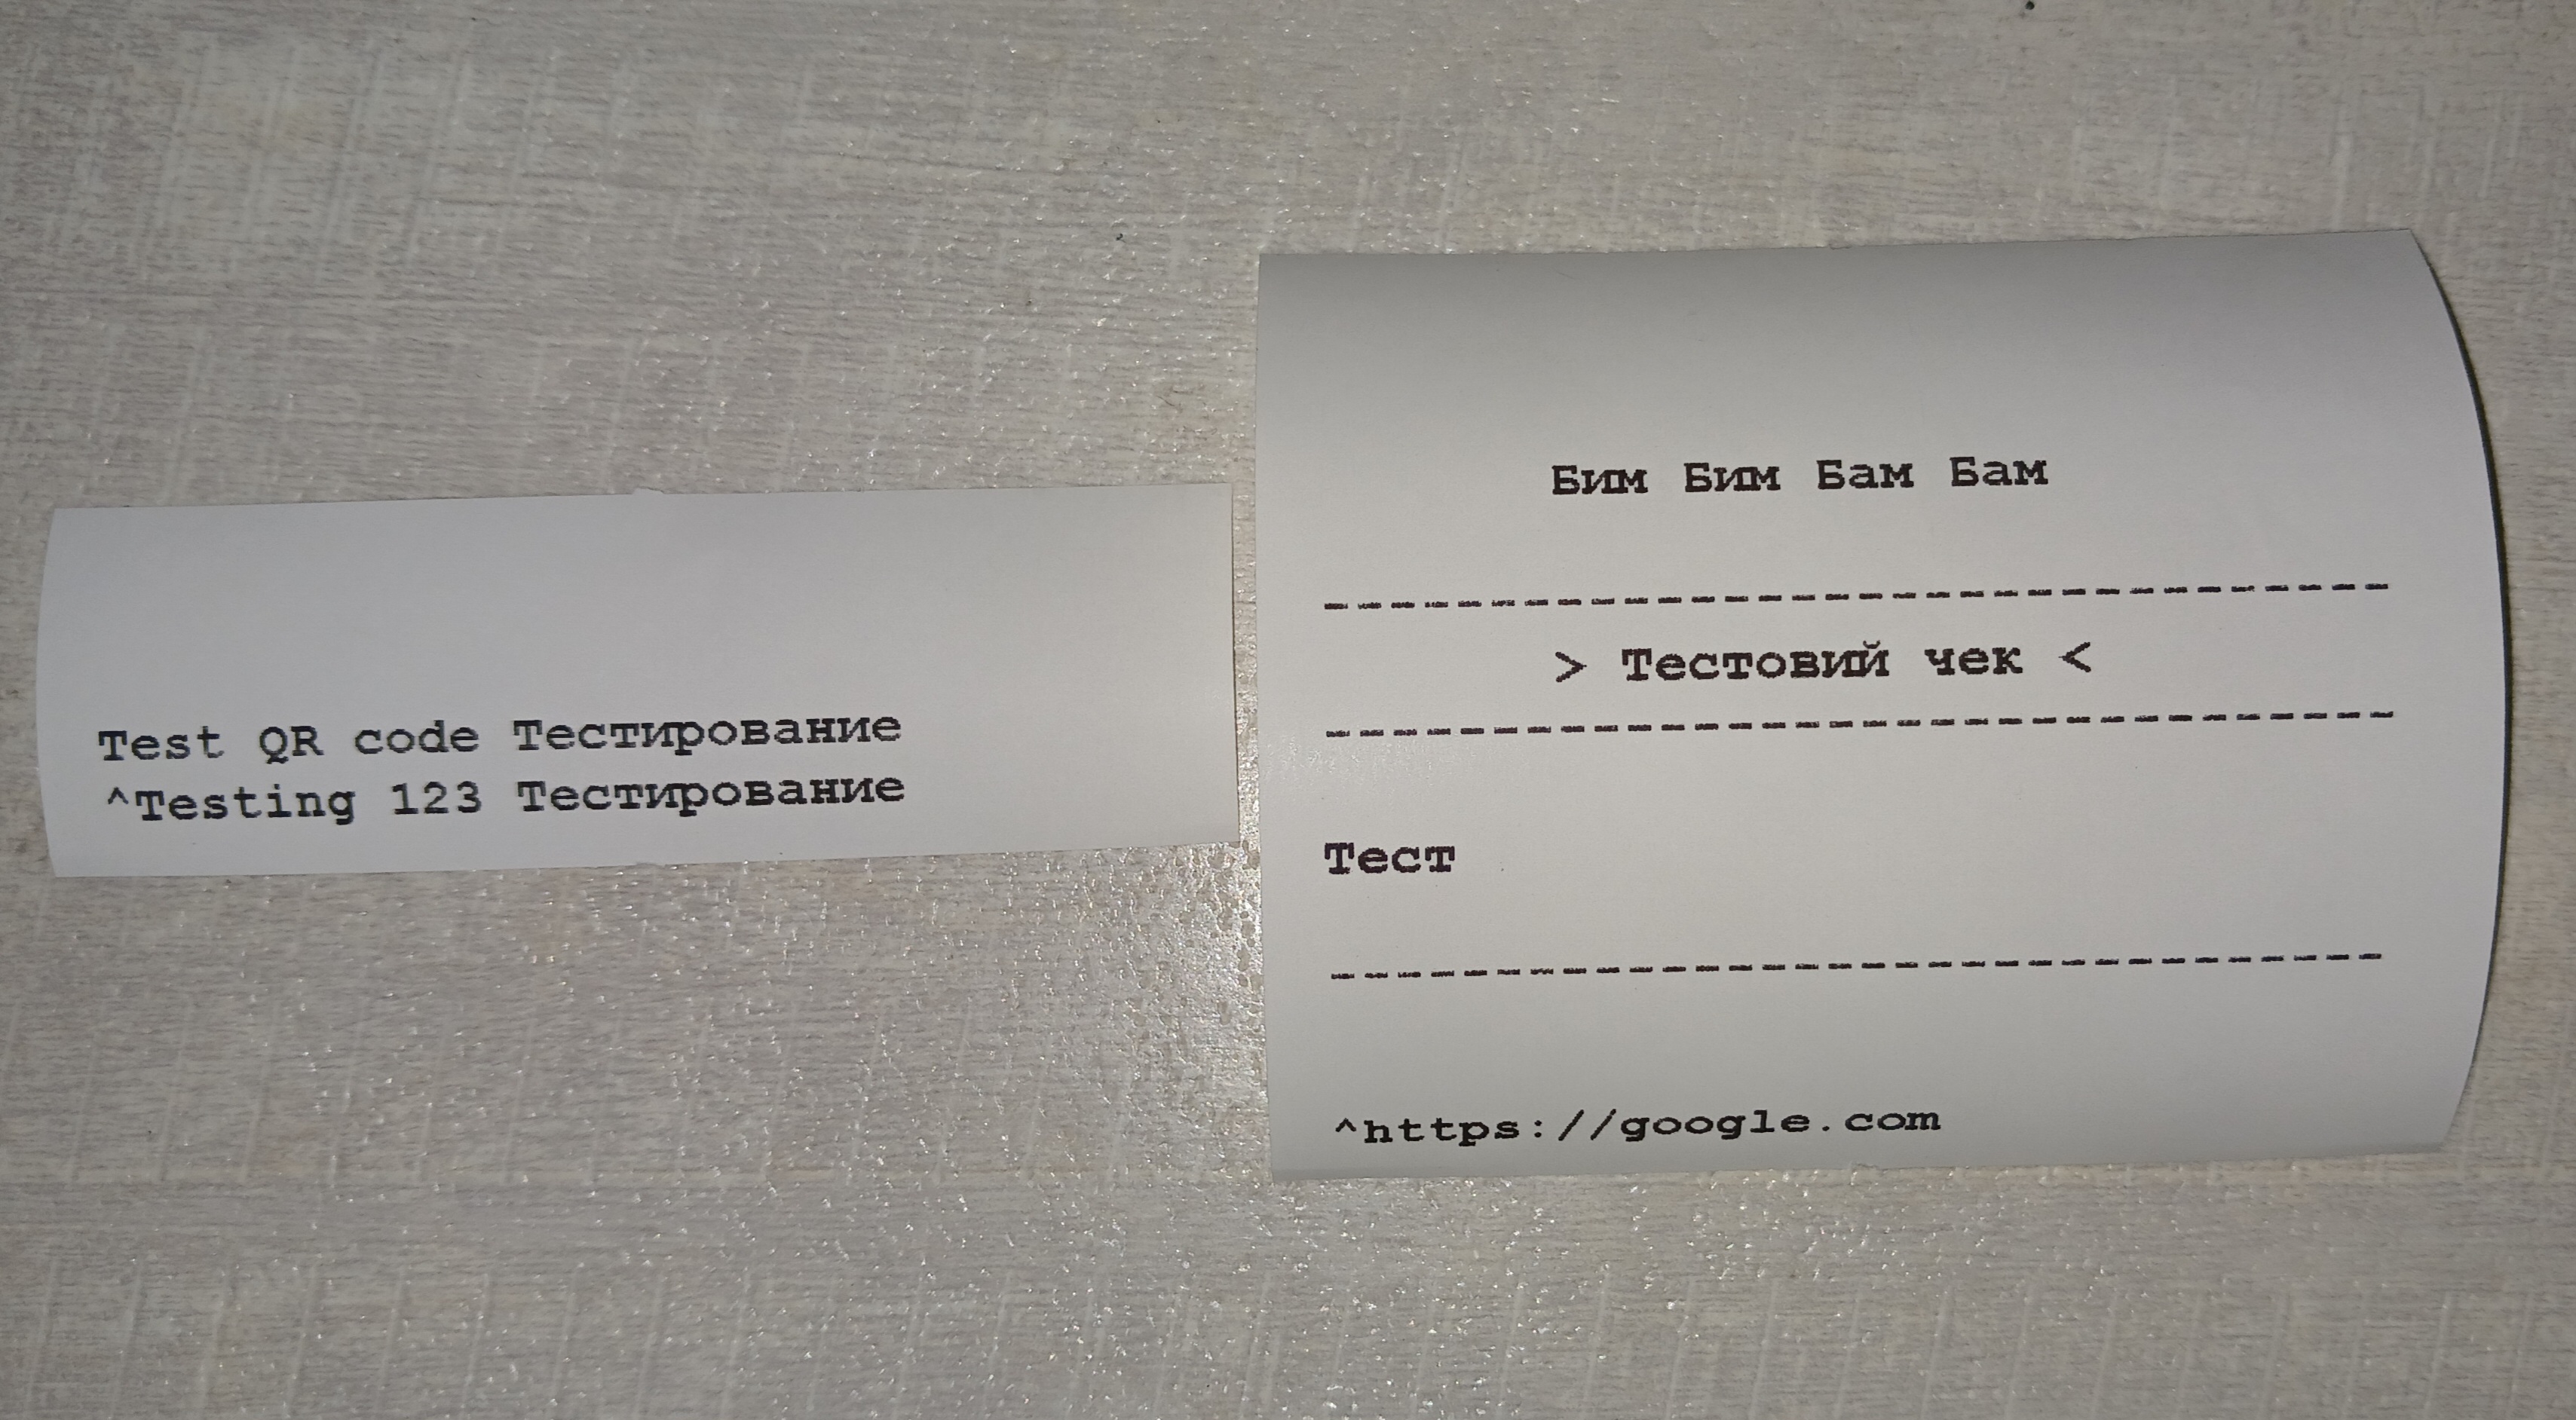 Test QR code Тестирование
^Testing 123 Тестирование
Бим Бим Бам Бам
--------------------------------
> Тестовий чек <
--------------------------------
Тест
--------------------------------
^https://google.com